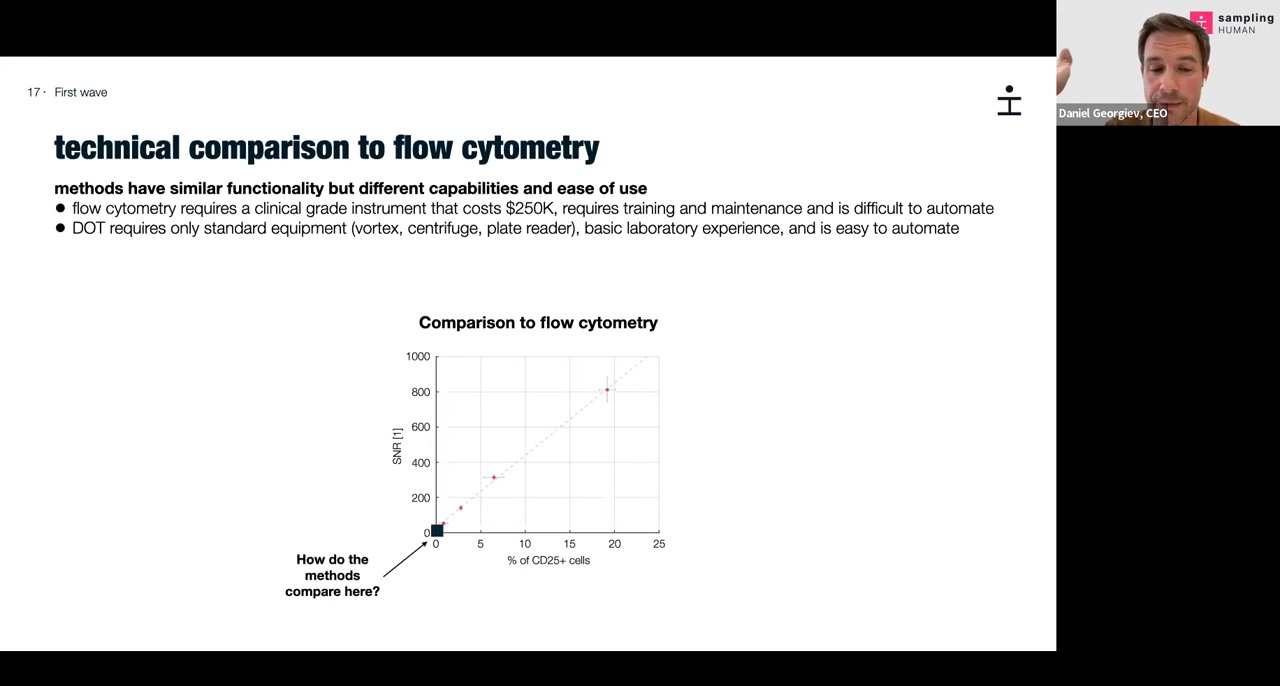 sampling
HUMAN
Daniel Georgiev, CEO
17 · First wave
technical comparison to flow cytometry
methods have similar functionality but different capabilities and ease of use
● flow cytometry requires a clinical grade instrument that costs $250K, requires training and maintenance and is difficult to automate
● DOT requires only standard equipment (vortex, centrifuge, plate reader), basic laboratory experience, and is easy to automate
Comparison to flow cytometry
1000
800
600
400
200
0
SNR [1]
0 5 10 15 20 25
% of CD25+ cells
How do the
methods
compare here?